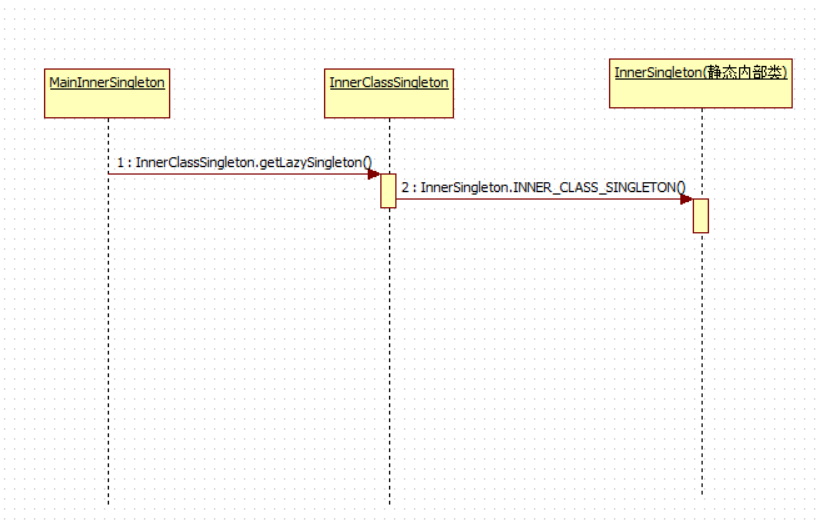 MainInnerSingleton
InnerClassSingleton
InnerSingleton(静态内部类)
1 : InnerClassSingleton.getLazySingleton()
2 : InnerSingleton.INNER_CLASS_SINGLETON()